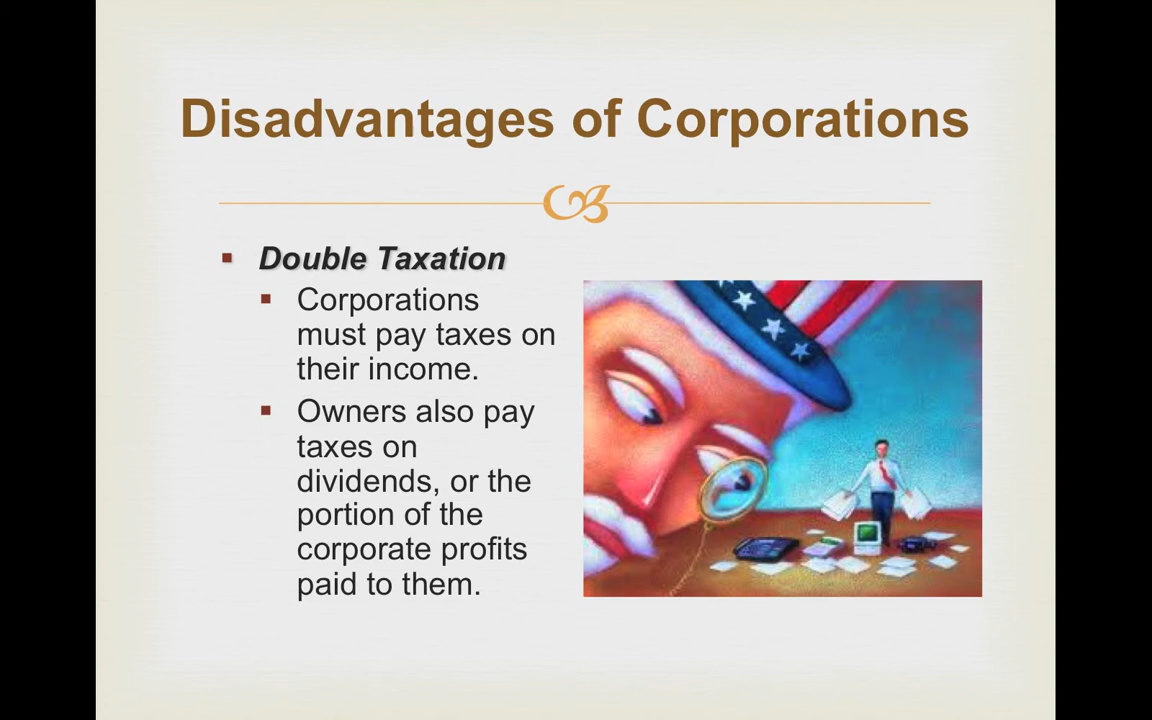 Disadvantages of Corporations
Double Taxation
Corporations
must pay taxes on
their income.
Owners also pay
taxes on
dividends, or the
portion of the
corporate profits
paid to them.